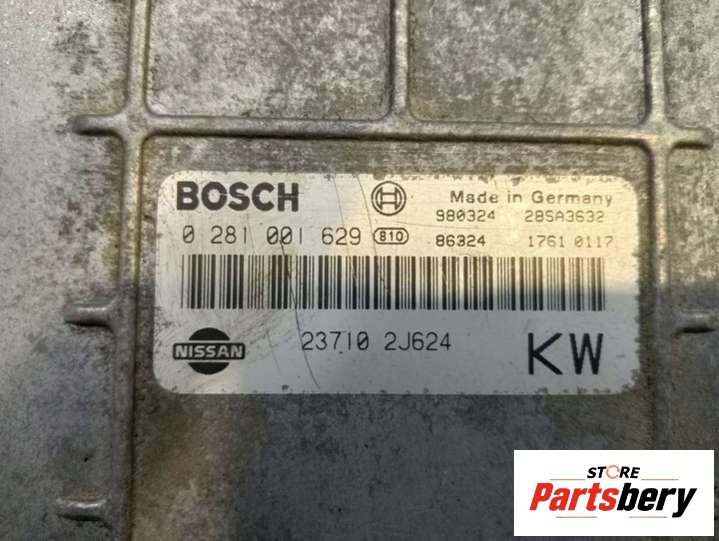 BOSCH
Made in Germany
980324 28SA3632
0 281 001 629 810 86324 1761 0117
NISSAN 23710 2J624 KW
STORE
Partsbery